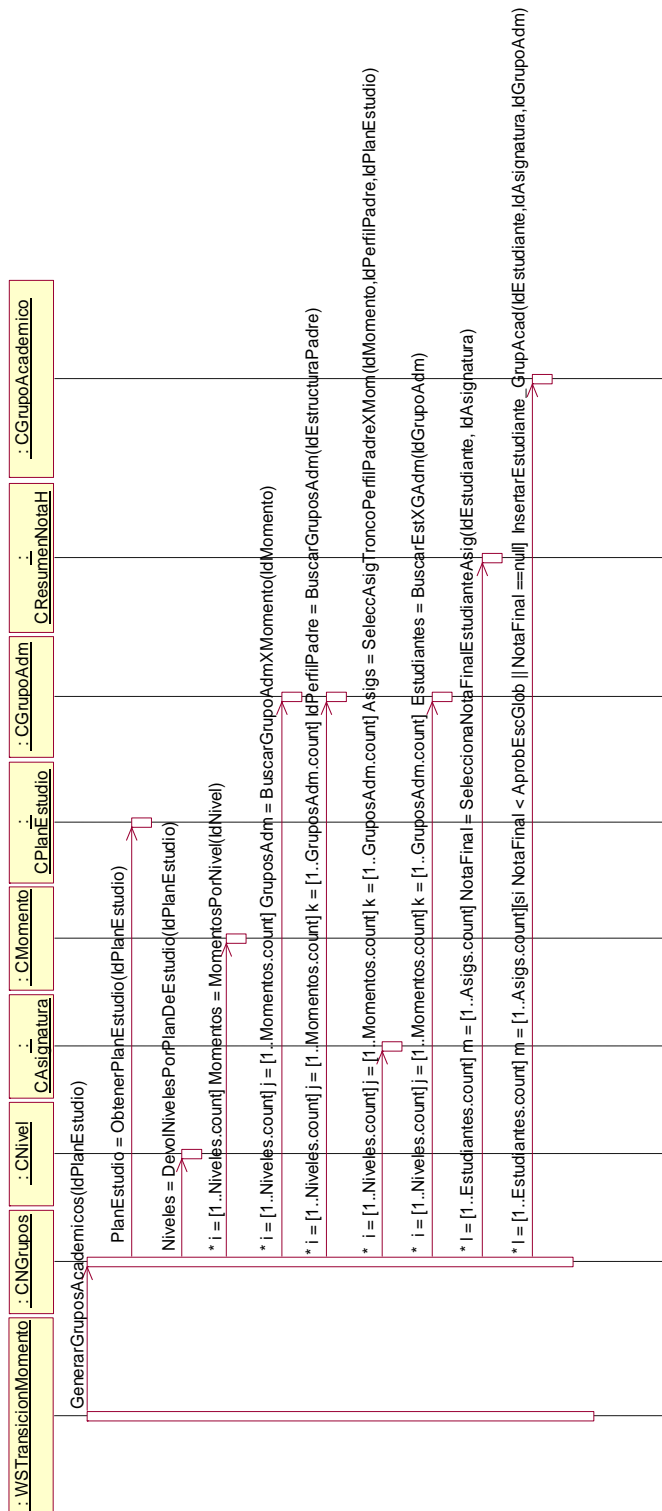 : WSTransicionMomento
: CNGrupos
: CNivel
:
CAsignatura
: CMomento
:
CPlanEstudio
: CGrupoAdm
:
CResumenNotaH
: CGrupoAcademico
GenerarGruposAcademicos(IdPlanEstudio)
PlanEstudio = ObtenerPlanEstudio(IdPlanEstudio)
Niveles = DevolNivelesPorPlanDeEstudio(IdPlanEstudio)
* i = [1..Niveles.count] Momentos = MomentosPorNivel(IdNivel)
* i = [1..Niveles.count] j = [1..Momentos.count] GruposAdm = BuscarGrupoAdmXMomento(IdMomento)
* i = [1..Niveles.count] j = [1..Momentos.count] k = [1..GruposAdm.count] IdPerfilPadre = BuscarGruposAdm(IdEstructuraPadre)
* i = [1..Niveles.count] j = [1..Momentos.count] k = [1..GruposAdm.count] Asigs = SeleccAsigTroncoPerfilPadreXMom(IdMomento,IdPerfilPadre,IdPlanEstudio)
* i = [1..Niveles.count] j = [1..Momentos.count] k = [1..GruposAdm.count] Estudiantes = BuscarEstXGAdm(IdGrupoAdm)
* l = [1..Estudiantes.count] m = [1..Asigs.count] NotaFinal = SeleccionaNotaFinalEstudianteAsig(IdEstudiante, IdAsignatura)
* l = [1..Estudiantes.count] m = [1..Asigs.count][si NotaFinal < AprobEscGlob || NotaFinal ==null] InsertarEstudiante_GrupAcad(IdEstudiante,IdAsignatura,IdGrupoAdm)